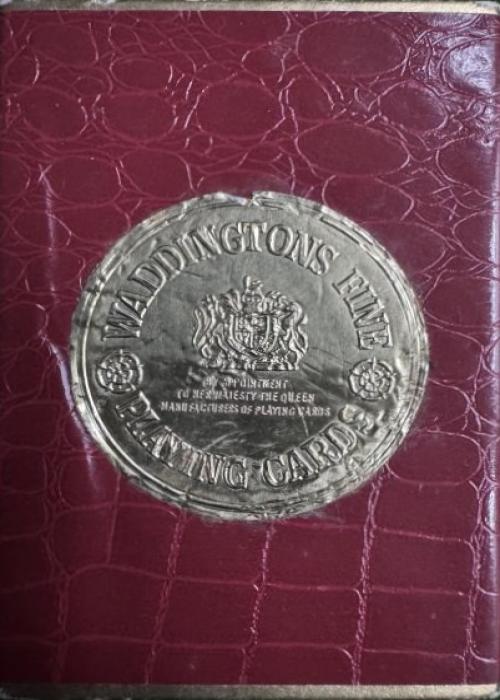 WADDINGTONS FINE
BY APPOINTMENT
TO HER MAJESTY THE QUEEN
MANUFACTURERS OF PLAYING CARDS
PLAYING CARDS